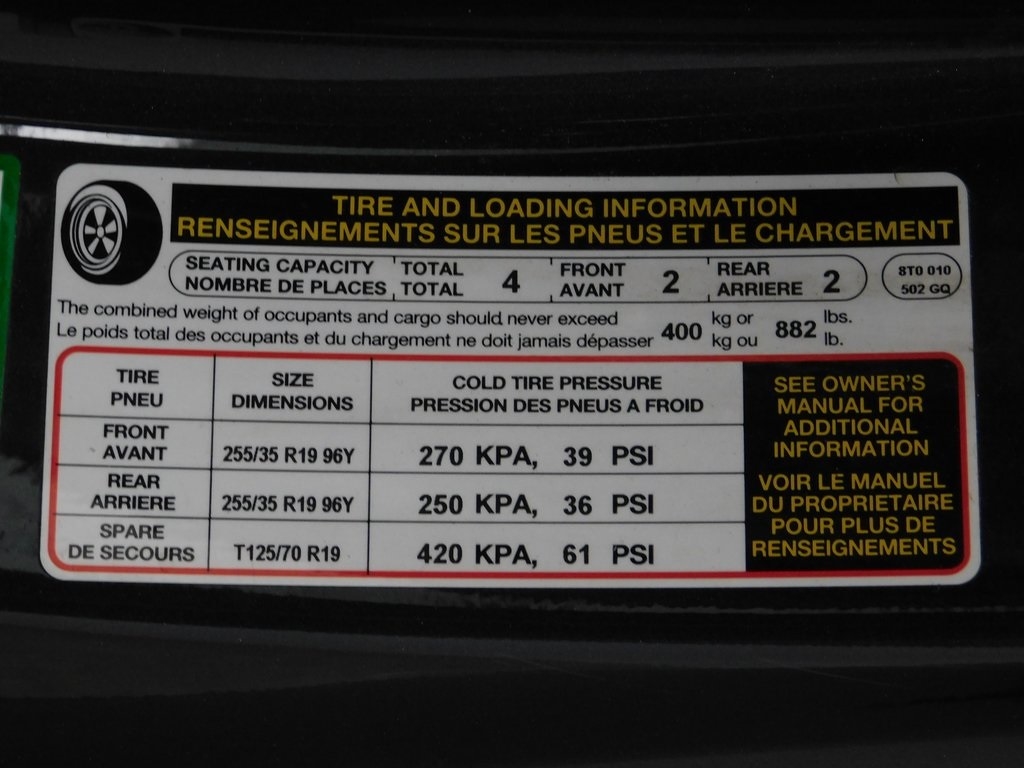 TIRE AND LOADING INFORMATION
RENSEIGNEMENTS SUR LES PNEUS ET LE CHARGEMENT
SEATING CAPACITY TOTAL 4 FRONT 2 REAR 2
NOMBRE DE PLACES TOTAL AVANT ARRIERE
8T0 010
502 GQ
The combined weight of occupants and cargo should never exceed 400 kg or 882 lbs.
Le poids total des occupants et du chargement ne doit jamais dépasser kg ou lb.
TIRE SIZE COLD TIRE PRESSURE
PNEU DIMENSIONS PRESSION DES PNEUS A FROID
FRONT
AVANT 255/35 R19 96Y 270 KPA, 39 PSI
REAR
ARRIERE 255/35 R19 96Y 250 KPA, 36 PSI
SPARE
DE SECOURS T125/70 R19 420 KPA, 61 PSI
SEE OWNER'S
MANUAL FOR
ADDITIONAL
INFORMATION
VOIR LE MANUEL
DU PROPRIETAIRE
POUR PLUS DE
RENSEIGNEMENTS